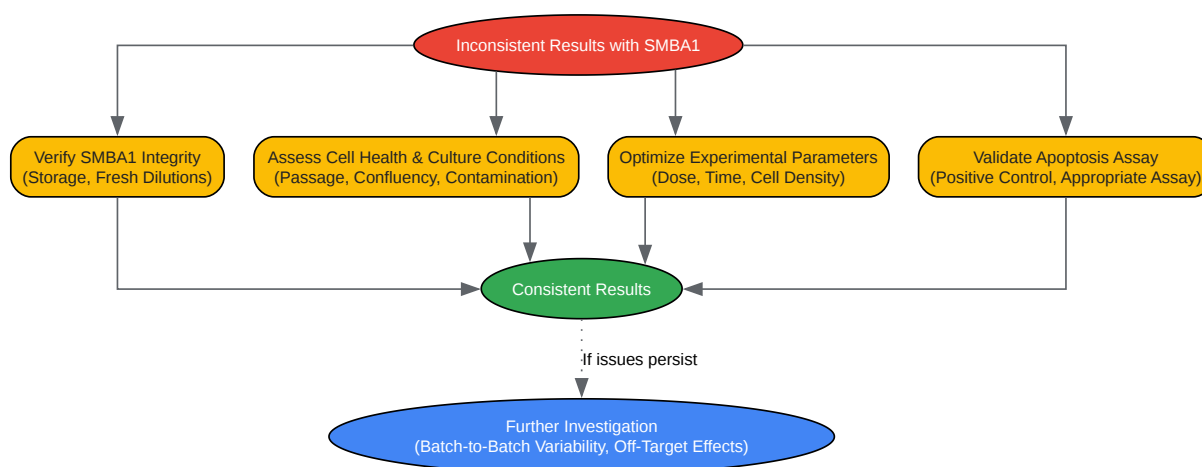 Inconsistent Results with SMBA1
Verify SMBA1 Integrity
(Storage, Fresh Dilutions)
Assess Cell Health & Culture Conditions
(Passage, Confluency, Contamination)
Optimize Experimental Parameters
(Dose, Time, Cell Density)
Validate Apoptosis Assay
(Positive Control, Appropriate Assay)
Consistent Results
If issues persist
Further Investigation
(Batch-to-Batch Variability, Off-Target Effects)